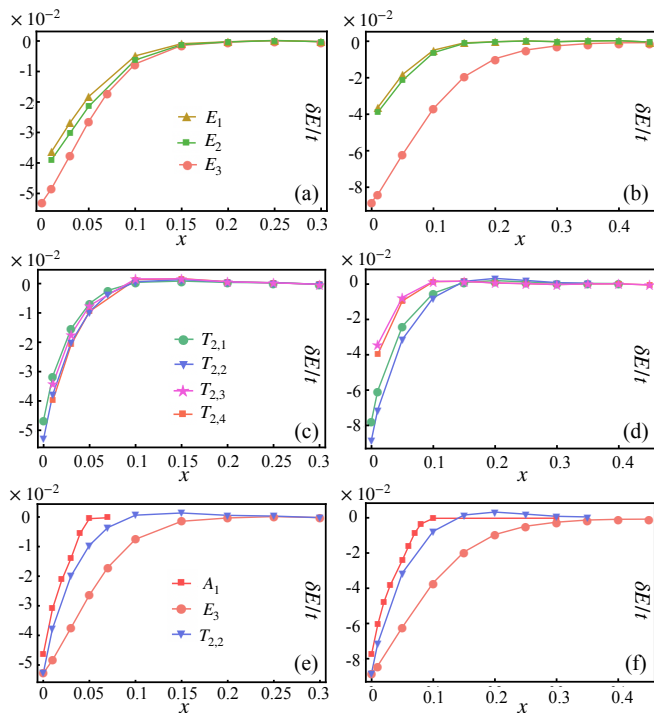 × 10⁻²
0
-1
-2
-3
-4
-5
0
0.05
0.1
0.15
0.2
0.25
0.3
x
E₁
E₂
E₃
(a)
× 10⁻²
0
-2
-4
-6
-8
0
0.1
0.2
0.3
0.4
x
δE/t
(b)
× 10⁻²
0
-1
-2
-3
-4
-5
0
0.05
0.1
0.15
0.2
0.25
0.3
x
T₂,₁
T₂,₂
T₂,₃
T₂,₄
δE/t
(c)
× 10⁻²
0
-2
-4
-6
-8
0
0.1
0.2
0.3
0.4
x
δE/t
(d)
× 10⁻²
0
-1
-2
-3
-4
-5
0
0.05
0.1
0.15
0.2
0.25
0.3
x
A₁
E₃
T₂,₂
δE/t
(e)
× 10⁻²
0
-2
-4
-6
-8
0
0.1
0.2
0.3
0.4
x
δE/t
(f)
δE/t